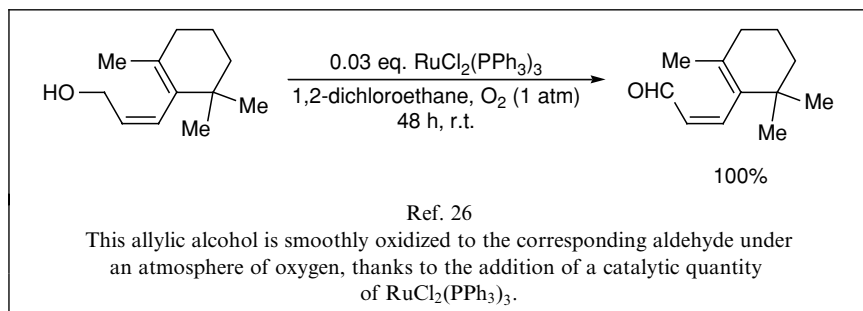 Me
HO
Me
Me
0.03 eq. RuCl₂(PPh₃)₃
1,2-dichloroethane, O₂ (1 atm)
48 h, r.t.
Me
OHC
Me
Me
100%
Ref. 26
This allylic alcohol is smoothly oxidized to the corresponding aldehyde under
an atmosphere of oxygen, thanks to the addition of a catalytic quantity
of RuCl₂(PPh₃)₃.